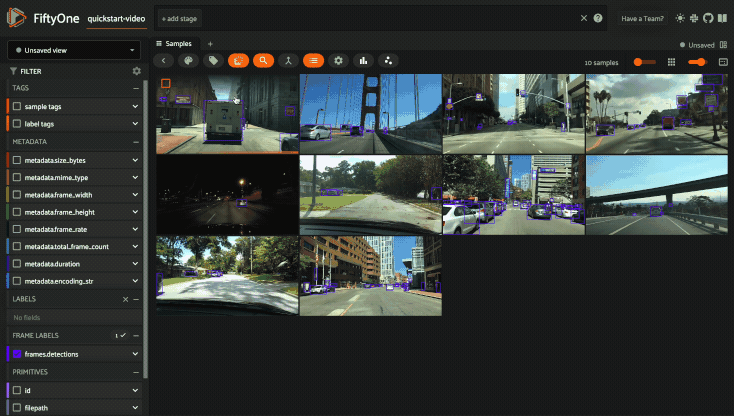 FiftyOne quickstart-video
+ add stage
Have a Team?
Unsaved view
Samples +
Unsaved
FILTER
10 samples
TAGS
sample tags
label tags
METADATA
metadata.size_bytes
metadata.mime_type
metadata.frame_width
metadata.frame_height
metadata.frame_rate
metadata.total_frame_count
metadata.duration
metadata.encoding_str
LABELS
No fields
FRAME LABELS 1
frames.detections
PRIMITIVES
id
filepath